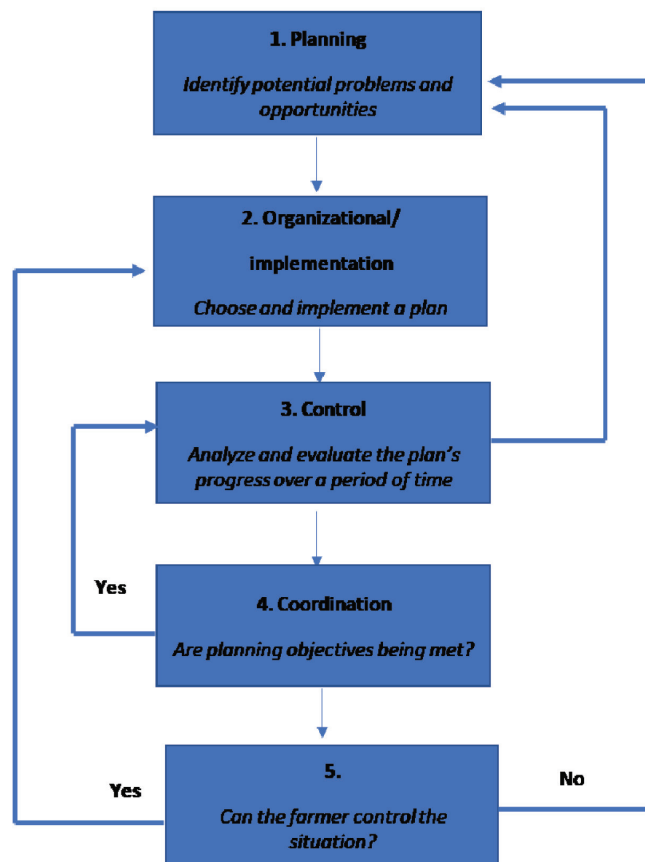 1. Planning
Identify potential problems and
opportunities
2. Organizational/
implementation
Choose and implement a plan
3. Control
Analyze and evaluate the plan's
progress over a period of time
Yes
4. Coordination
Are planning objectives being met?
5.
Yes
No
Can the farmer control the
situation?